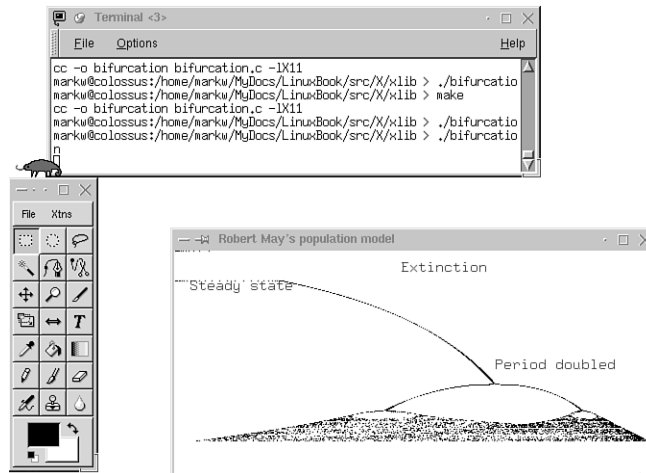 Terminal <3>
File Options Help
cc -o bifurcation bifurcation.c -lX11
markw@colossus:/home/markw/MyDocs/LinuxBook/src/X/xlib > ./bifurcatio
markw@colossus:/home/markw/MyDocs/LinuxBook/src/X/xlib > make
cc -o bifurcation bifurcation.c -lX11
markw@colossus:/home/markw/MyDocs/LinuxBook/src/X/xlib > ./bifurcatio
markw@colossus:/home/markw/MyDocs/LinuxBook/src/X/xlib > ./bifurcatio
n
File Xtns
T
Robert May's population model
Extinction
Steady state
Period doubled